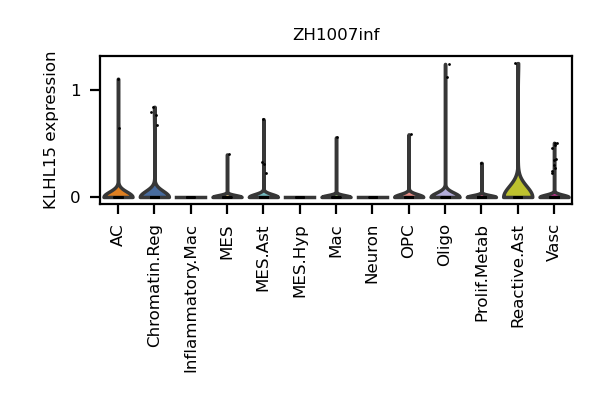 ZH1007inf
KLHL15 expression
1
0
AC
Chromatin.Reg
Inflammatory.Mac
MES
MES.Ast
MES.Hyp
Mac
Neuron
OPC
Oligo
Prolif.Metab
Reactive.Ast
Vasc